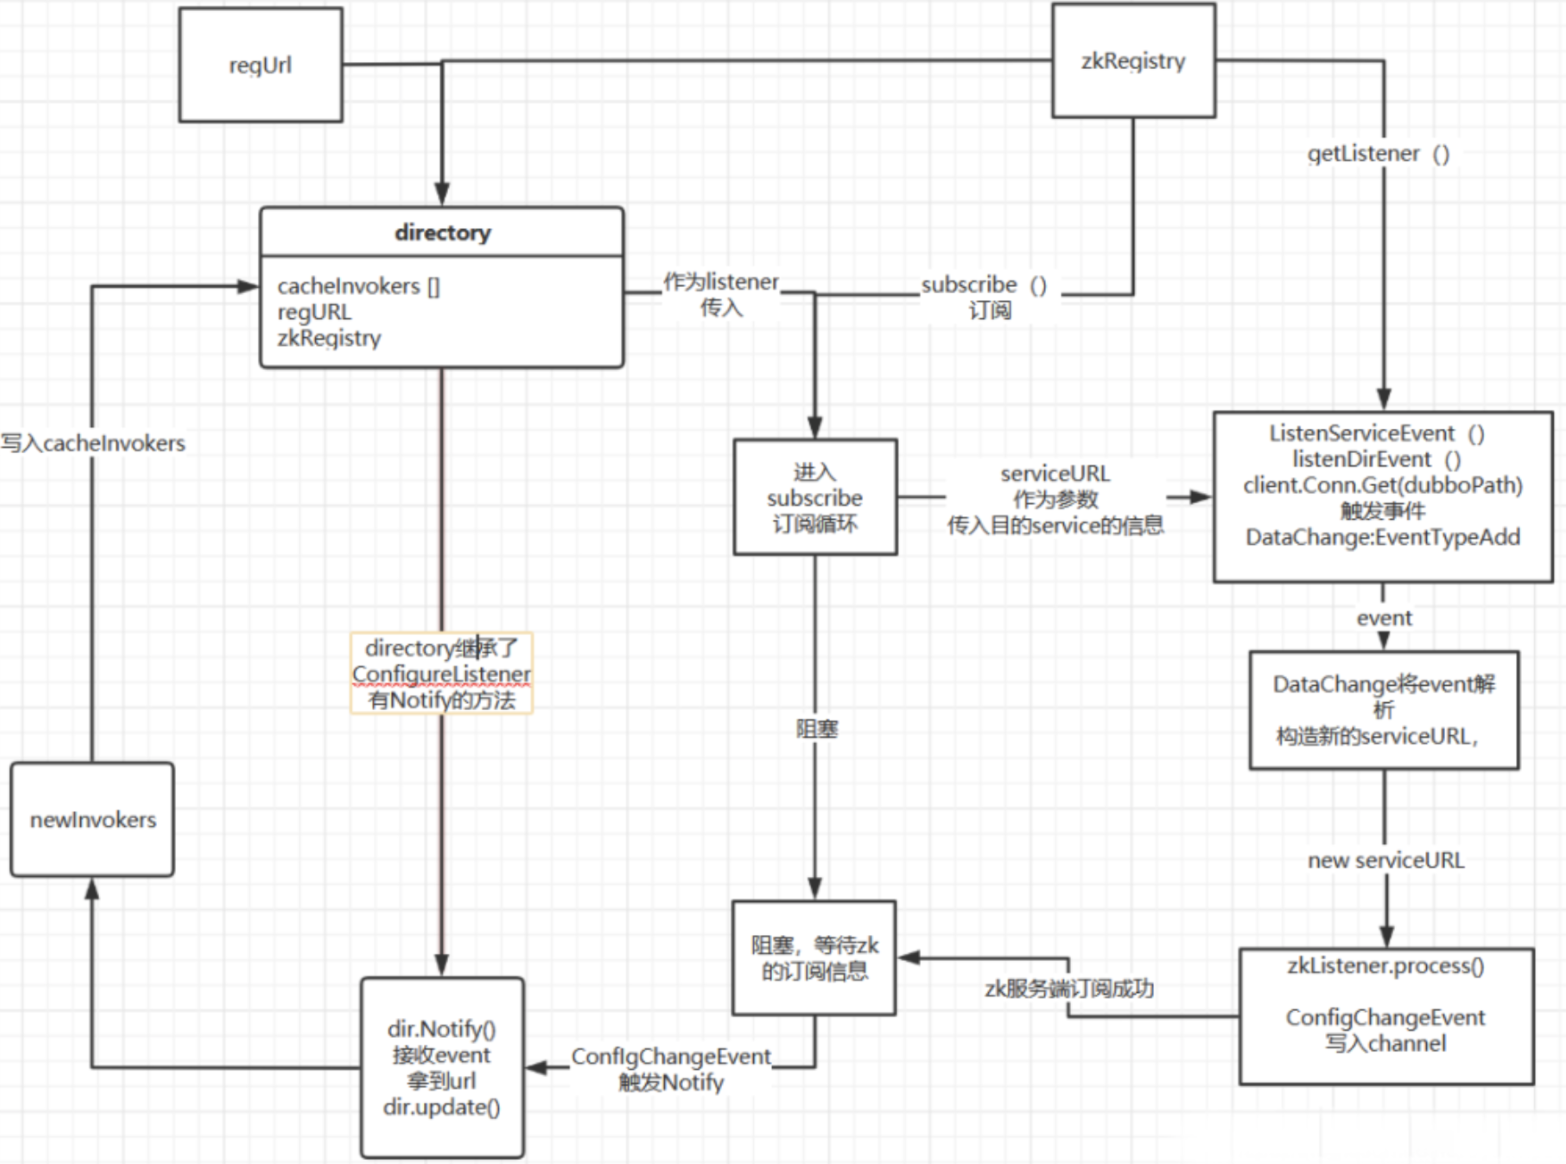 regUrl
zkRegistry
getListener（）
directory
cacheInvokers []
regURL
zkRegistry
作为listener
传入
subscribe（）
订阅
写入cacheInvokers
进入
subscribe
订阅循环
serviceURL
作为参数
传入目的service的信息
ListenServiceEvent（）
listenDirEvent（）
client.Conn.Get(dubboPath)
触发事件
DataChange:EventTypeAdd
event
directory继承了
ConfigureListener
有Notify的方法
DataChange将event解
析
构造新的serviceURL，
阻塞
newInvokers
new serviceURL
阻塞，等待zk
的订阅信息
zk服务端订阅成功
zkListener.process()
ConfigChangeEvent
写入channel
dir.Notify()
接收event
拿到url
dir.update()
ConfIgChangeEvent
触发Notify